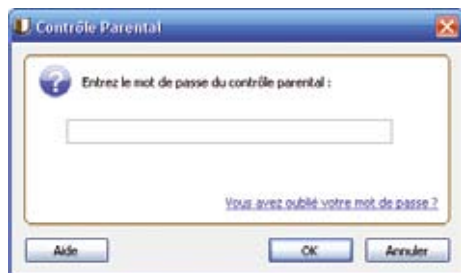 Contrôle Parental
Entrez le mot de passe du contrôle parental :
Vous avez oublié votre mot de passe ?
Aide OK Annuler